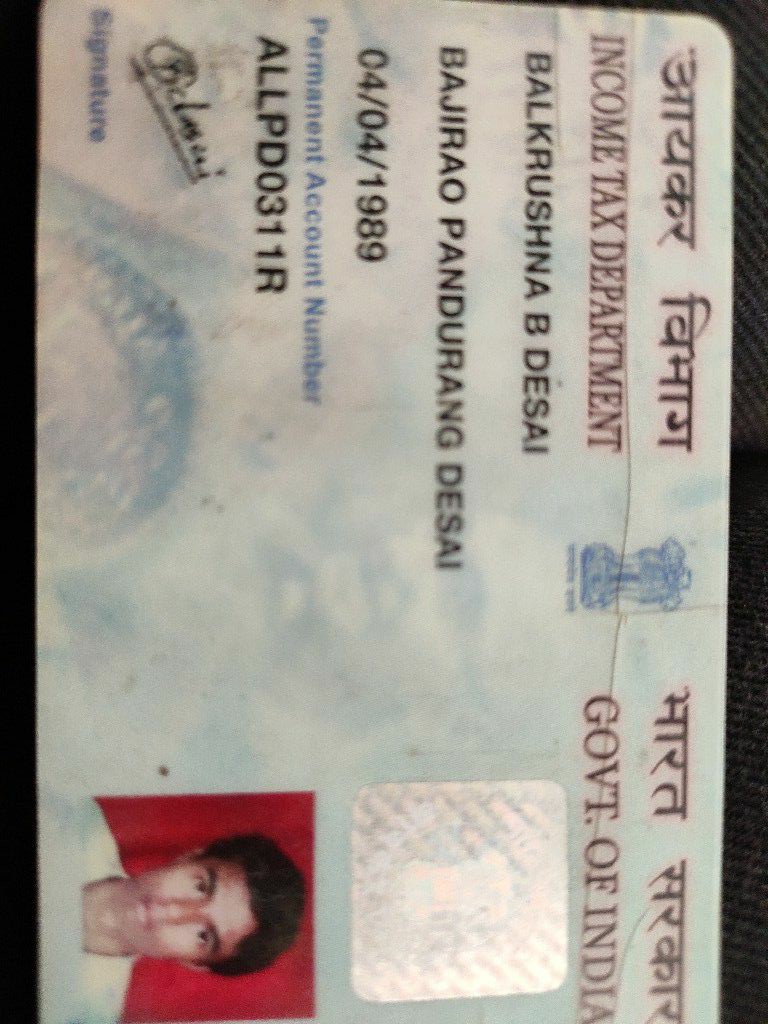 आयकर विभाग
INCOME TAX DEPARTMENT
भारत सरकार
GOVT. OF INDIA
BALKRUSHNA B DESAI
BAJIRAO PANDURANG DESAI
04/04/1989
Permanent Account Number
ALLPD0311R
Signature